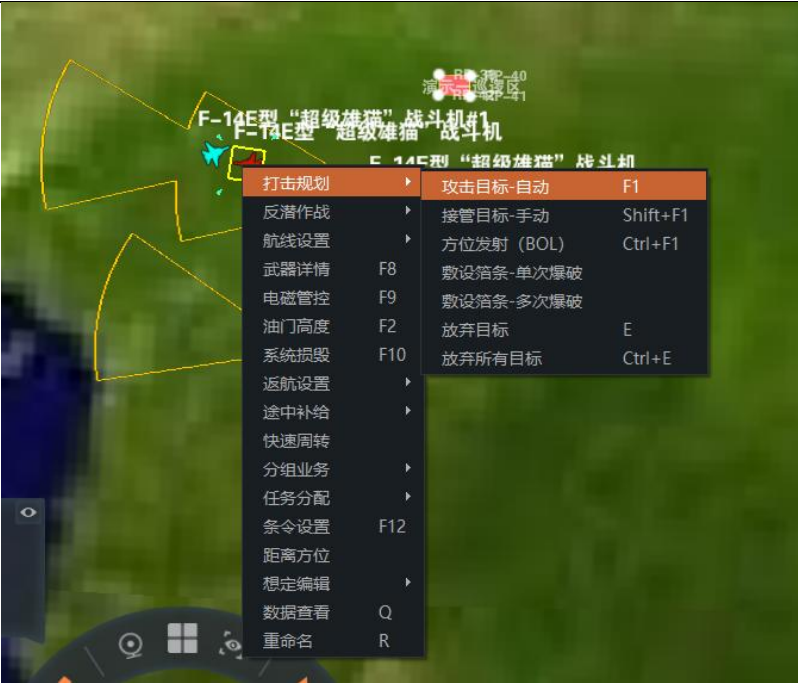 演示-巡逻区
F-14E型“超级雄猫”战斗机#1
F-14E型“超级雄猫”战斗机
F-14E型“超级雄猫”战斗机
打击规划
反潜作战
航线设置
武器详情 F8
电磁管控 F9
油门高度 F2
系统损毁 F10
返航设置
途中补给
快速周转
分组业务
任务分配
条令设置 F12
距离方位
想定编辑
数据查看 Q
重命名 R
攻击目标-自动 F1
接管目标-手动 Shift+F1
方位发射（BOL） Ctrl+F1
敷设箔条-单次爆破
敷设箔条-多次爆破
放弃目标 E
放弃所有目标 Ctrl+E